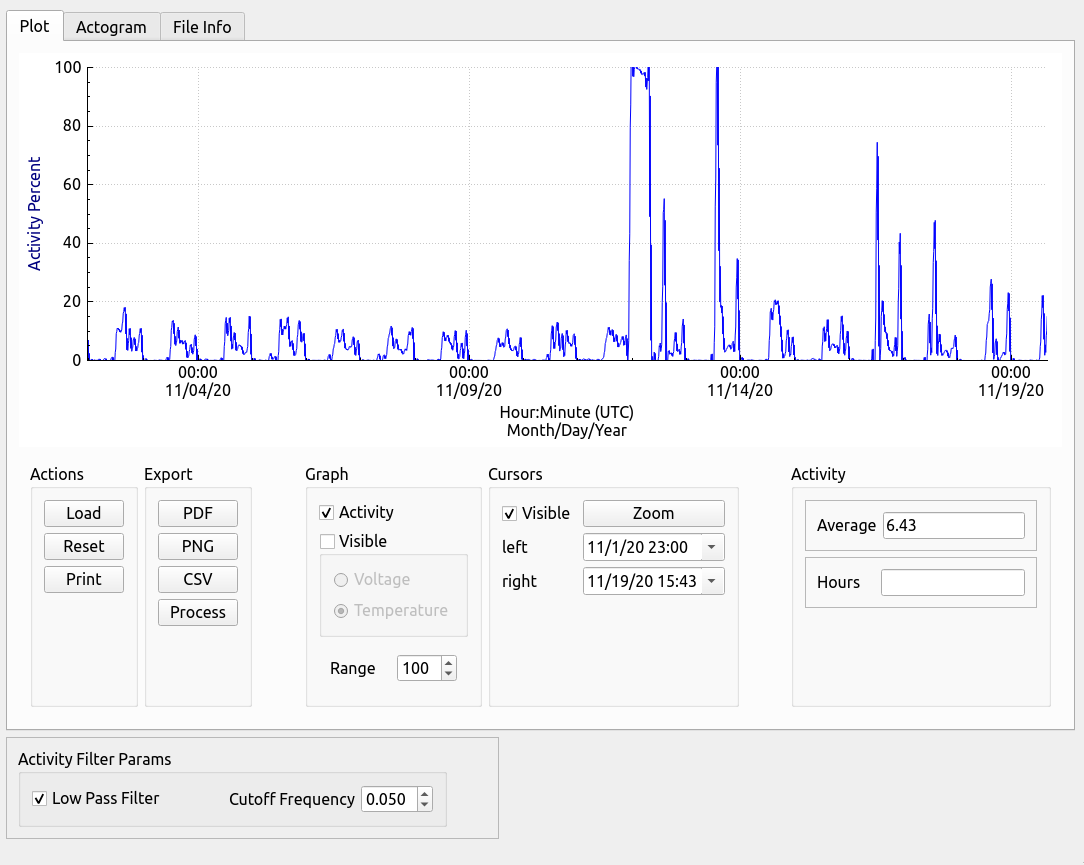 Plot Actogram File Info
100
80
60
40
20
0
Activity Percent
00:00 00:00 00:00 00:00
11/04/20 11/09/20 11/14/20 11/19/20
Hour:Minute (UTC)
Month/Day/Year
Actions
Load
Reset
Print
Export
PDF
PNG
CSV
Process
Graph
Activity
Visible
Voltage
Temperature
Range 100
Cursors
Visible Zoom
left 11/1/20 23:00
right 11/19/20 15:43
Activity
Average 6.43
Hours
Activity Filter Params
Low Pass Filter Cutoff Frequency 0.050